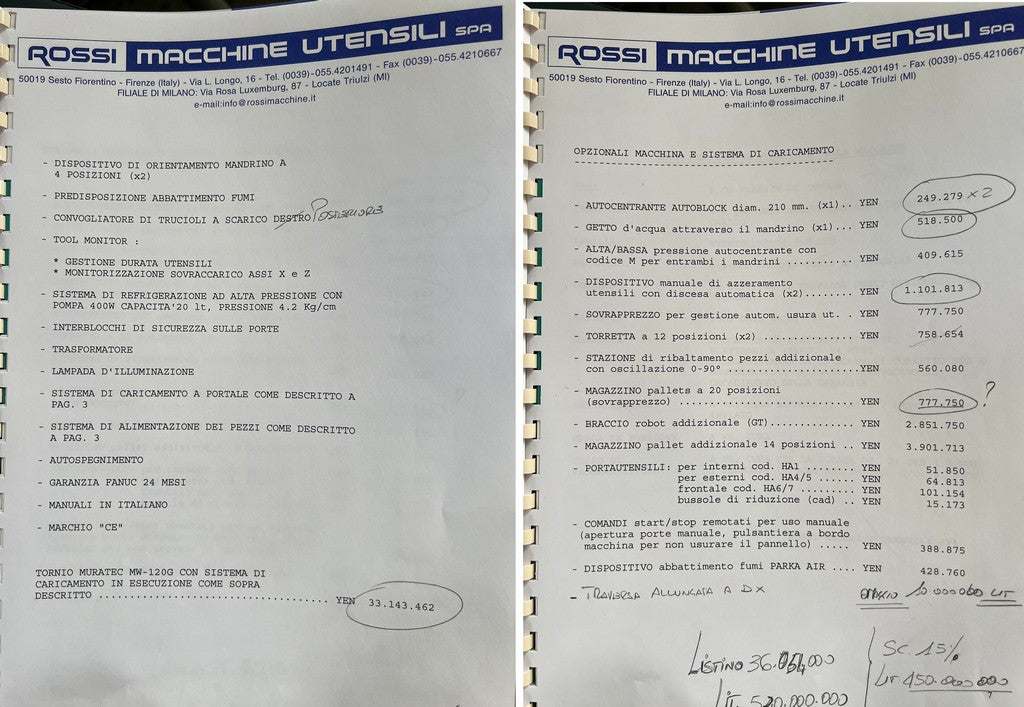 ROSSI MACCHINE UTENSILI SPA
50019 Sesto Fiorentino - Firenze (Italy) - Via L. Longo, 16 - Tel. (0039)-055.4201491 - Fax (0039)-055.4210667
FILIALE DI MILANO: Via Rosa Luxemburg, 87 - Locate Triulzi (MI)
e-mail:info@rossimacchine.it
- DISPOSITIVO DI ORIENTAMENTO MANDRINO A
4 POSIZIONI (x2)
- PREDISPOSIZIONE ABBATTIMENTO FUMI
- CONVOGLIATORE DI TRUCIOLI A SCARICO DESTRO POSTERIORE
- TOOL MONITOR :
* GESTIONE DURATA UTENSILI
* MONITORIZZAZIONE SOVRACCARICO ASSI X e Z
- SISTEMA DI REFRIGERAZIONE AD ALTA PRESSIONE CON
POMPA 400W CAPACITA'20 lt, PRESSIONE 4.2 Kg/cm
- INTERBLOCCHI DI SICUREZZA SULLE PORTE
- TRASFORMATORE
- LAMPADA D'ILLUMINAZIONE
- SISTEMA DI CARICAMENTO A PORTALE COME DESCRITTO A
PAG. 3
- SISTEMA DI ALIMENTAZIONE DEI PEZZI COME DESCRITTO
A PAG. 3
- AUTOSPEGNIMENTO
- GARANZIA FANUC 24 MESI
- MANUALI IN ITALIANO
- MARCHIO "CE"
TORNIO MURATEC MW-120G CON SISTEMA DI
CARICAMENTO IN ESECUZIONE COME SOPRA
DESCRITTO ................................... YEN 33.143.462
ROSSI MACCHINE UTENSILI SPA
50019 Sesto Fiorentino - Firenze (Italy) - Via L. Longo, 16 - Tel. (0039)-055.4201491 - Fax (0039)-055.4210667
FILIALE DI MILANO: Via Rosa Luxemburg, 87 - Locate Triulzi (MI)
e-mail:info@rossimacchine.it
OPZIONALI MACCHINA E SISTEMA DI CARICAMENTO
- AUTOCENTRANTE AUTOBLOCK diam. 210 mm. (x1).. YEN 249.279 x 2
- GETTO d'acqua attraverso il mandrino (x1)... YEN 518.500
- ALTA/BASSA pressione autocentrante con
codice M per entrambi i mandrini ........... YEN 409.615
- DISPOSITIVO manuale di azzeramento
utensili con discesa automatica (x2)........ YEN 1.101.813
- SOVRAPPREZZO per gestione autom. usura ut. . YEN 777.750
- TORRETTA a 12 posizioni (x2) ............... YEN 758.654
- STAZIONE di ribaltamento pezzi addizionale
con oscillazione 0-90° ......................YEN 560.080
- MAGAZZINO pallets a 20 posizioni
(sovrapprezzo) ............................. YEN 777.750 ?
- BRACCIO robot addizionale (GT).............. YEN 2.851.750
- MAGAZZINO pallet addizionale 14 posizioni .. YEN 3.901.713
- PORTAUTENSILI: per interni cod. HA1 ........ YEN 51.850
per esterni cod. HA4/5 ...... YEN 64.813
frontale cod. HA6/7 ......... YEN 101.154
bussole di riduzione (cad) .. YEN 15.173
- COMANDI start/stop remotati per uso manuale
(apertura porte manuale, pulsantiera a bordo
macchina per non usurare il pannello) ..... YEN 388.875
- DISPOSITIVO abbattimento fumi PARKA AIR .... YEN 428.760
- TRAVERSA ALLUNGATA A DX 10 000 000 LIT
LISTINO 36.054.000
SC. 15%
LIT 450.000 000
?
LIT. 520.000.000